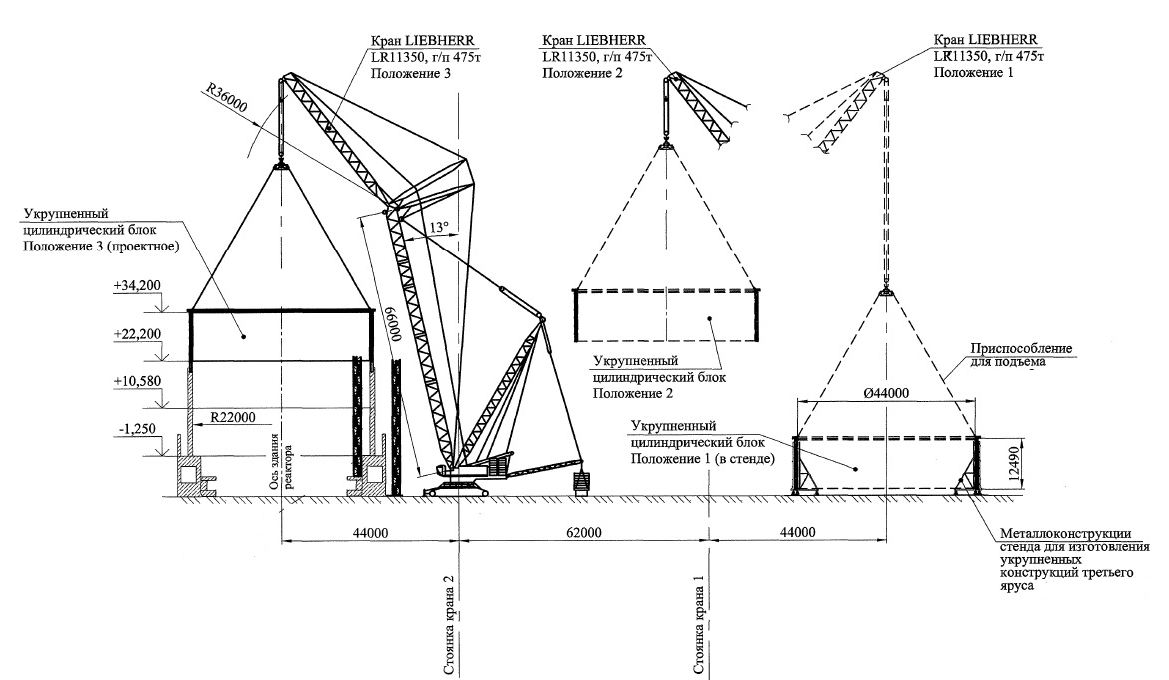 Кран LIEBHERR
LR11350, г/п 475т
Положение 3
Кран LIEBHERR
LR11350, г/п 475т
Положение 2
Кран LIEBHERR
LR11350, г/п 475т
Положение 1
R36000
Укрупненный
цилиндрический блок
Положение 3 (проектное)
13°
66000
+34,200
+22,200
+10,580
-1,250
R22000
Ось здания
реактора
Укрупненный
цилиндрический блок
Положение 2
Приспособление
для подъема
Ø44000
Укрупненный
цилиндрический блок
Положение 1 (в стенде)
12490
44000
62000
44000
Металлоконструкции
стенда для изготовления
укрупненных
конструкций третьего
яруса
Стоянка крана 2
Стоянка крана 1